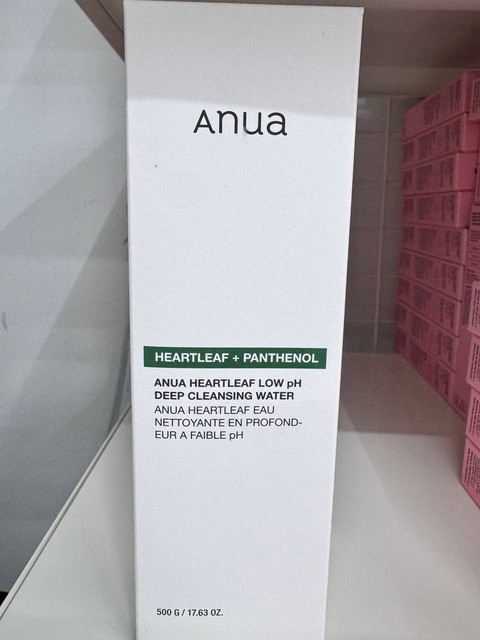 Anua
HEARTLEAF + PANTHENOL
ANUA HEARTLEAF LOW pH
DEEP CLEANSING WATER
ANUA HEARTLEAF EAU
NETTOYANTE EN PROFOND-
EUR A FAIBLE pH
500 G / 17.63 OZ.